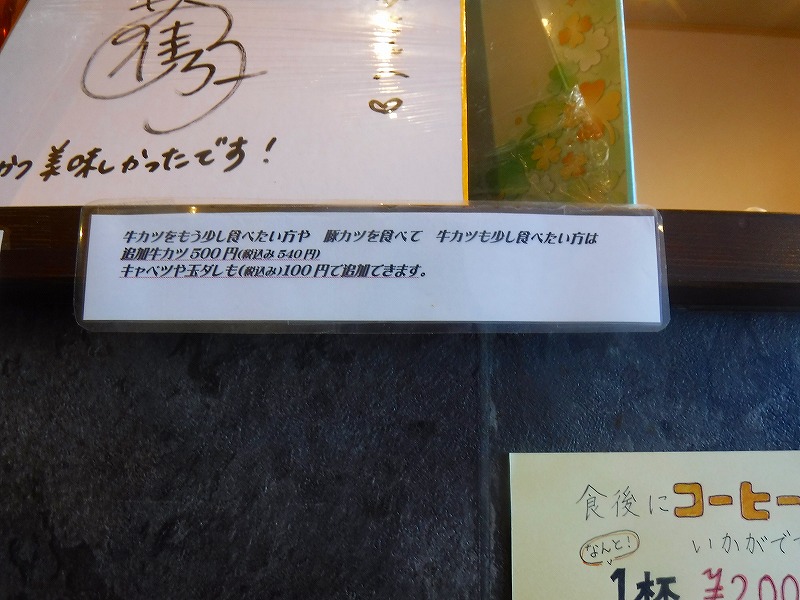 かつ美味しかったです!
牛カツをもう少し食べたい方や 豚カツを食べて 牛カツも少し食べたい方は
追加牛カツ500円(税込み540円)
キャベツや玉ダレも(税込み)100円で追加できます。
食後にコーヒー
いかがで
なんと!
1杯 ¥200